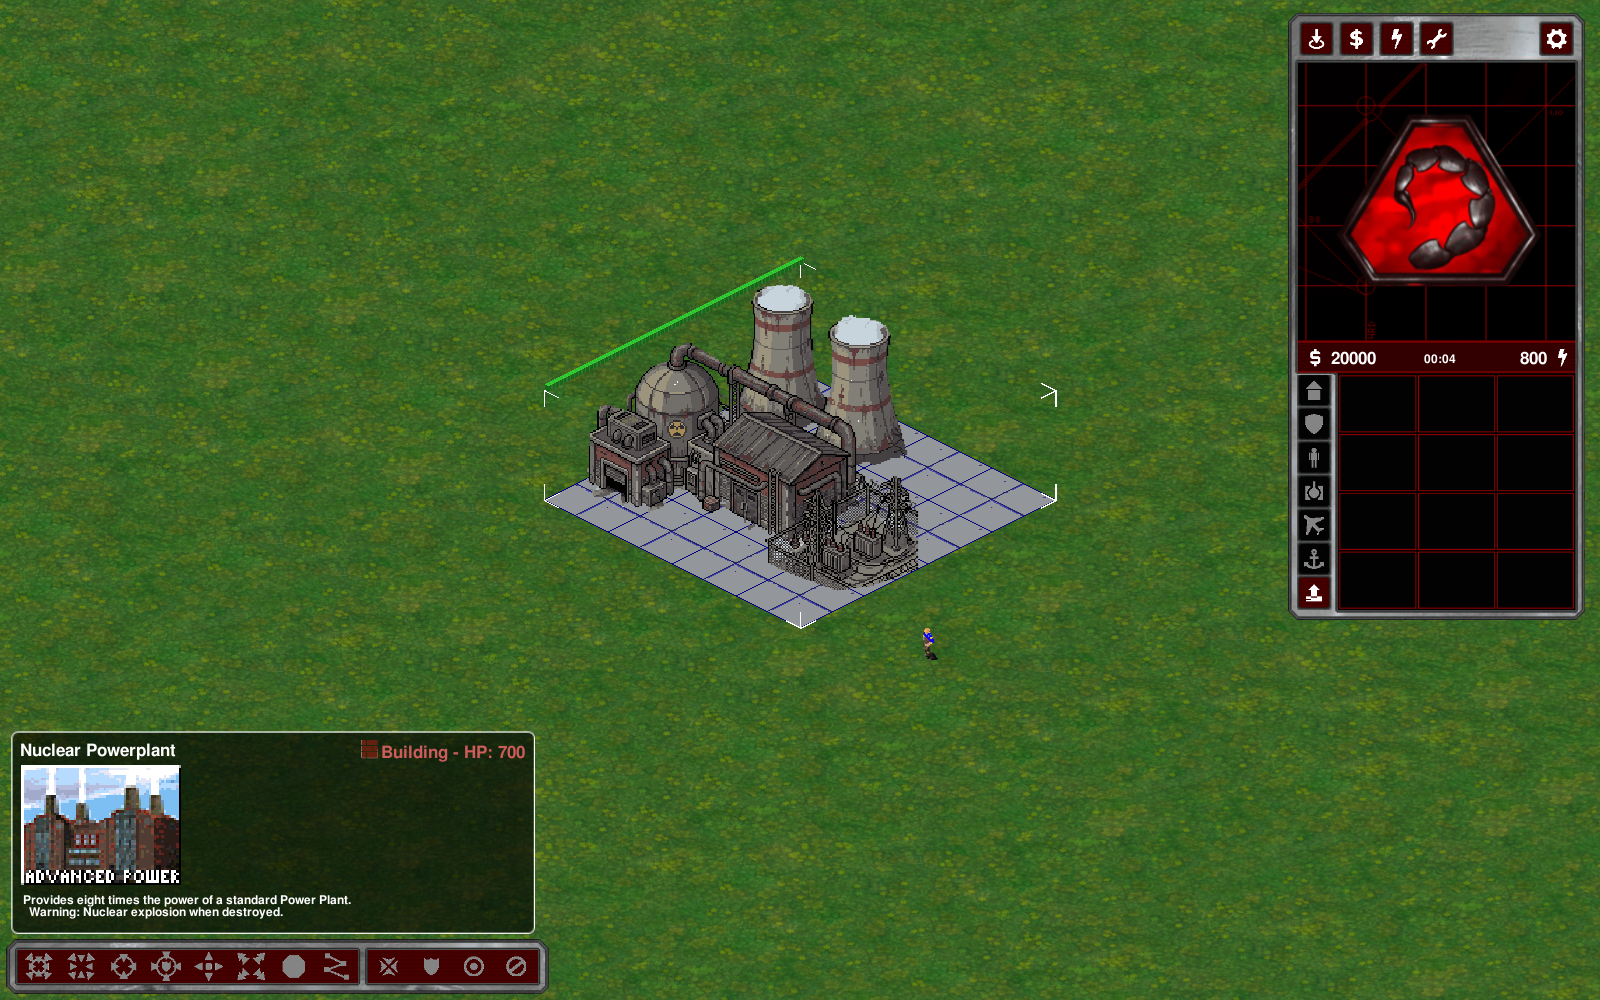 $ 20000
00:04
800
Nuclear Powerplant
Building - HP: 700
ADVANCED POWER
Provides eight times the power of a standard Power Plant.
Warning: Nuclear explosion when destroyed.